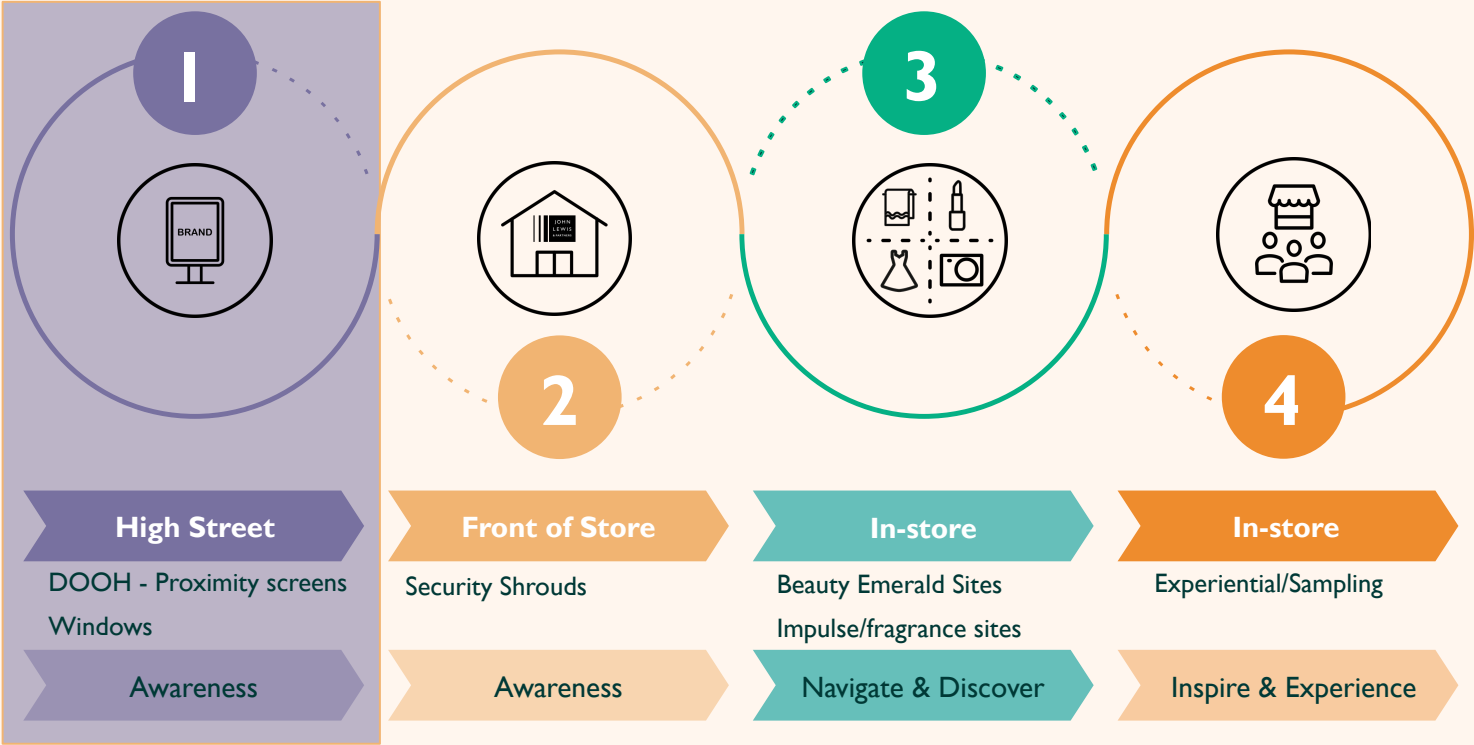 1
BRAND
High Street
DOOH - Proximity screens
Windows
Awareness
JOHN
LEWIS
& PARTNERS
2
Front of Store
Security Shrouds
Awareness
3
In-store
Beauty Emerald Sites
Impulse/fragrance sites
Navigate & Discover
4
In-store
Experiential/Sampling
Inspire & Experience